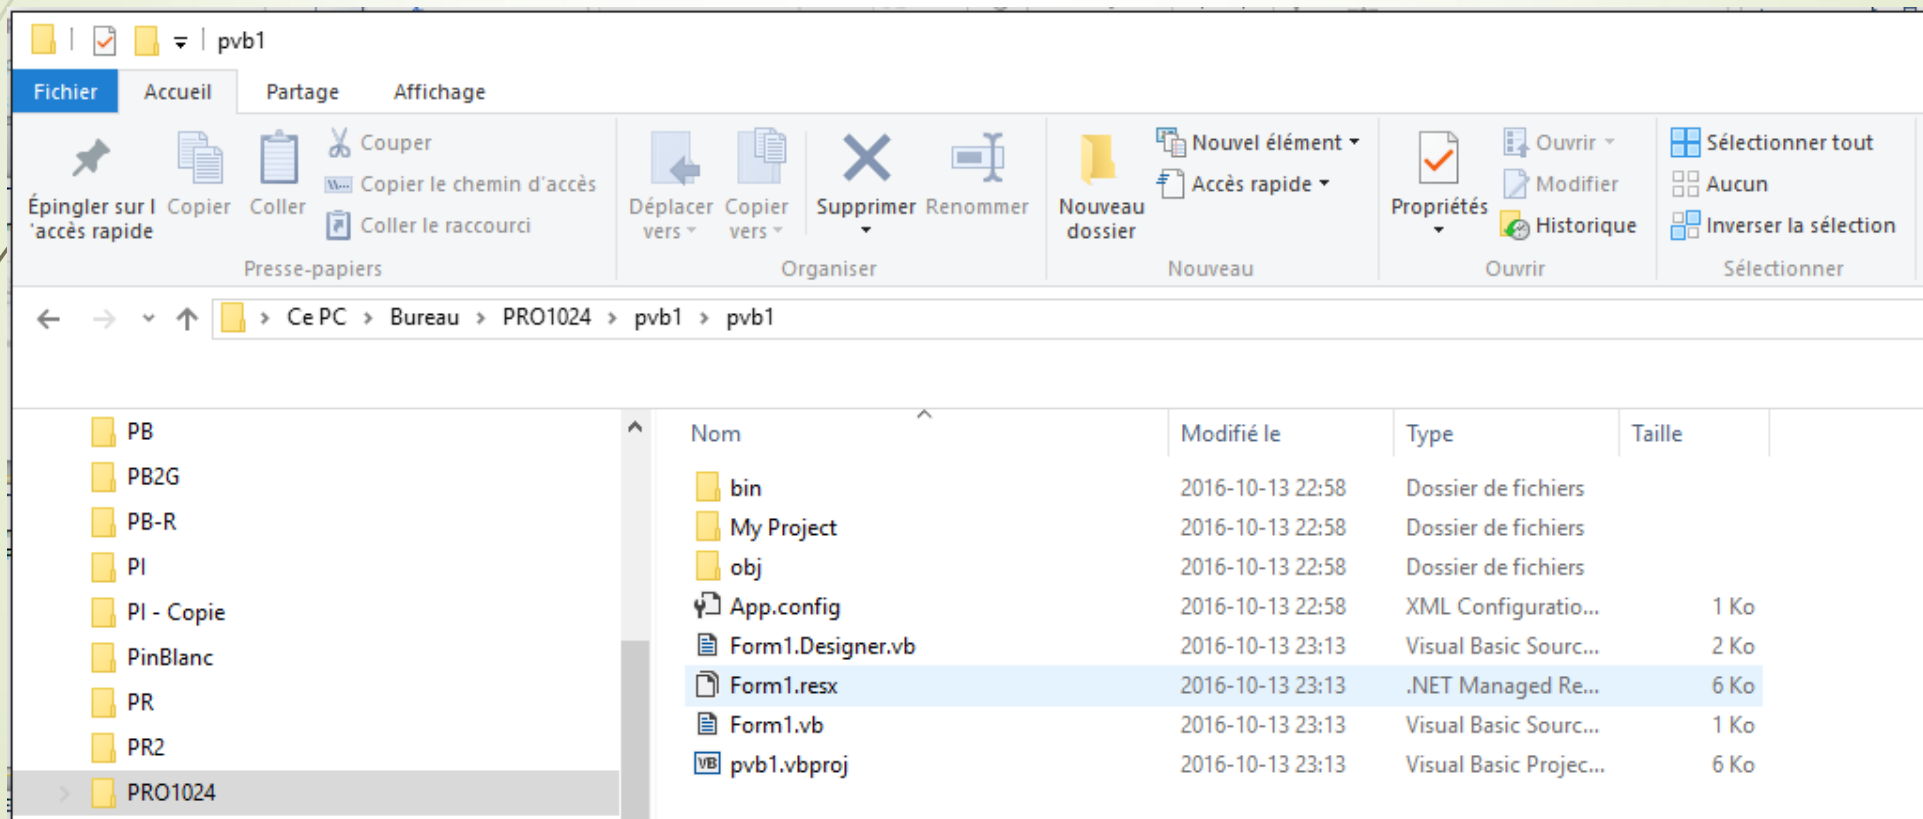 pvb1
Fichier Accueil Partage Affichage
Épingler sur l
'accès rapide
Copier
Coller
Couper
Copier le chemin d'accès
Coller le raccourci
Presse-papiers
Déplacer
vers
Copier
vers
Supprimer
Renommer
Organiser
Nouveau
dossier
Nouvel élément
Accès rapide
Nouveau
Propriétés
Ouvrir
Modifier
Historique
Ouvrir
Sélectionner tout
Aucun
Inverser la sélection
Sélectionner
Ce PC > Bureau > PRO1024 > pvb1 > pvb1
PB
PB2G
PB-R
PI
PI - Copie
PinBlanc
PR
PR2
PRO1024
Nom Modifié le Type Taille
bin 2016-10-13 22:58 Dossier de fichiers
My Project 2016-10-13 22:58 Dossier de fichiers
obj 2016-10-13 22:58 Dossier de fichiers
App.config 2016-10-13 22:58 XML Configuratio... 1 Ko
Form1.Designer.vb 2016-10-13 23:13 Visual Basic Sourc... 2 Ko
Form1.resx 2016-10-13 23:13 .NET Managed Re... 6 Ko
Form1.vb 2016-10-13 23:13 Visual Basic Sourc... 1 Ko
pvb1.vbproj 2016-10-13 23:13 Visual Basic Projec... 6 Ko